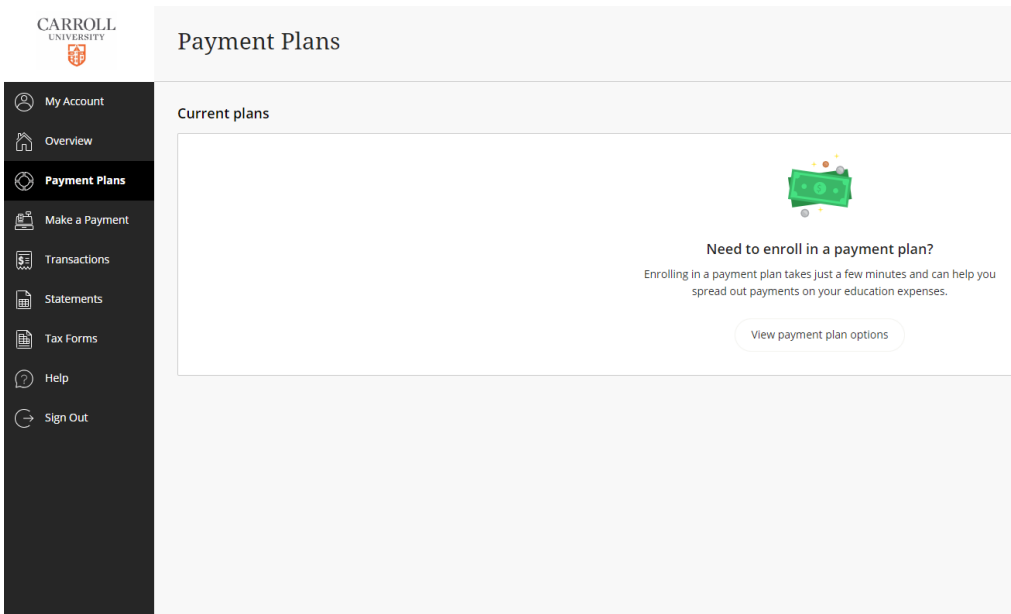 CARROLL
UNIVERSITY
Payment Plans
My Account
Overview
Payment Plans
Make a Payment
Transactions
Statements
Tax Forms
Help
Sign Out
Current plans
Need to enroll in a payment plan?
Enrolling in a payment plan takes just a few minutes and can help you
spread out payments on your education expenses.
View payment plan options